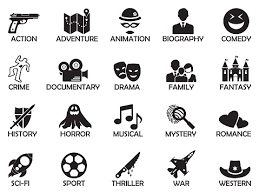 ACTION ADVENTURE ANIMATION BIOGRAPHY COMEDY
CRIME DOCUMENTARY DRAMA FAMILY FANTASY
HISTORY HORROR MUSICAL MYSTERY ROMANCE
SCI-FI SPORT THRILLER WAR WESTERN